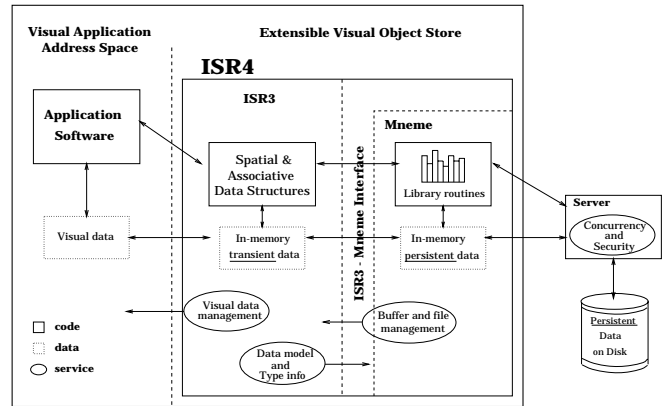 Visual Application
Address Space
Extensible Visual Object Store
ISR4
ISR3
Mneme
Application
Software
Spatial &
Associative
Data Structures
Library routines
ISR3 - Mneme Interface
Visual data
In-memory
transient data
In-memory
persistent data
Server
Concurrency
and
Security
Visual data
management
Buffer and file
management
Data model
and
Type info
Persistent
Data
on Disk
code
data
service